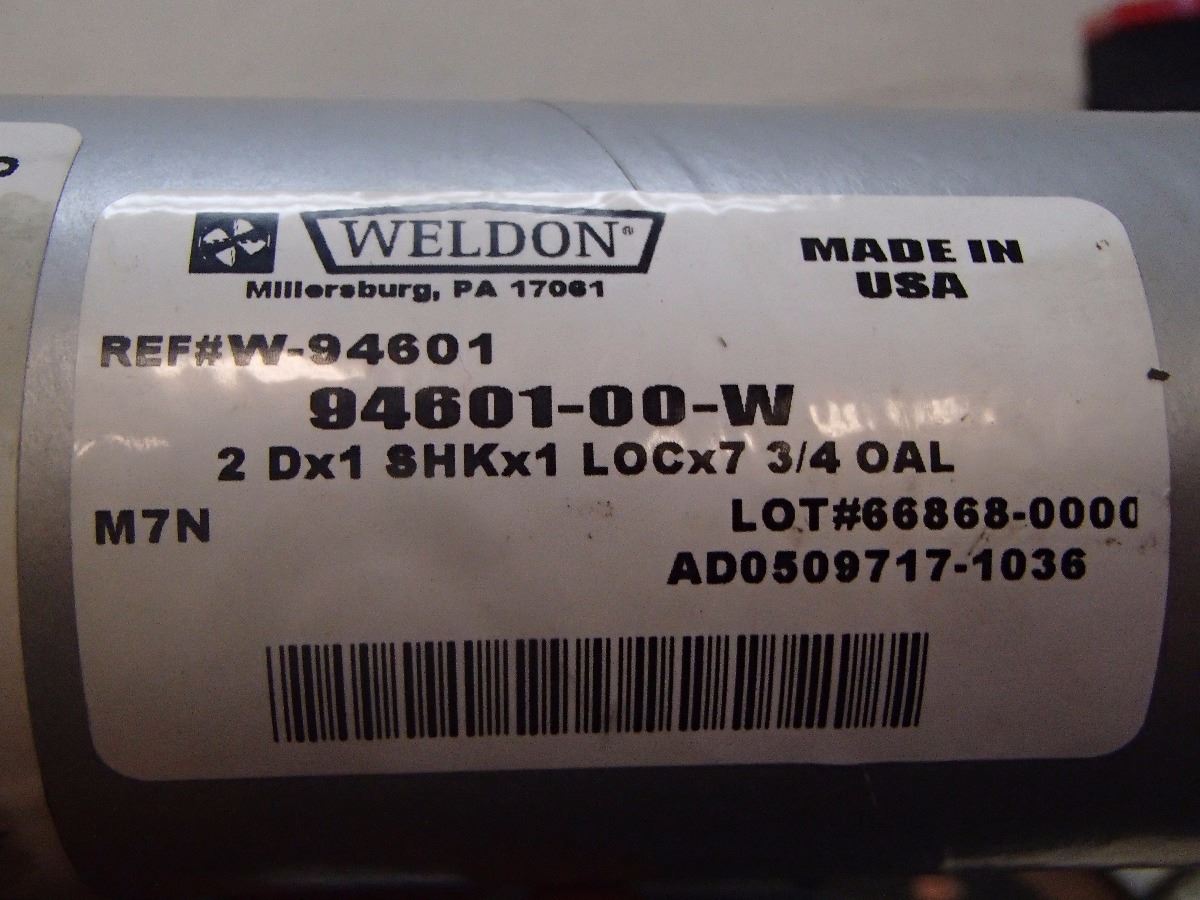 WELDON®
Millersburg, PA 17061
MADE IN
USA
REF#W-94601
94601-00-W
2 Dx1 SHKx1 LOCx7 3/4 OAL
M7N
LOT#66868-0000
AD0509717-1036